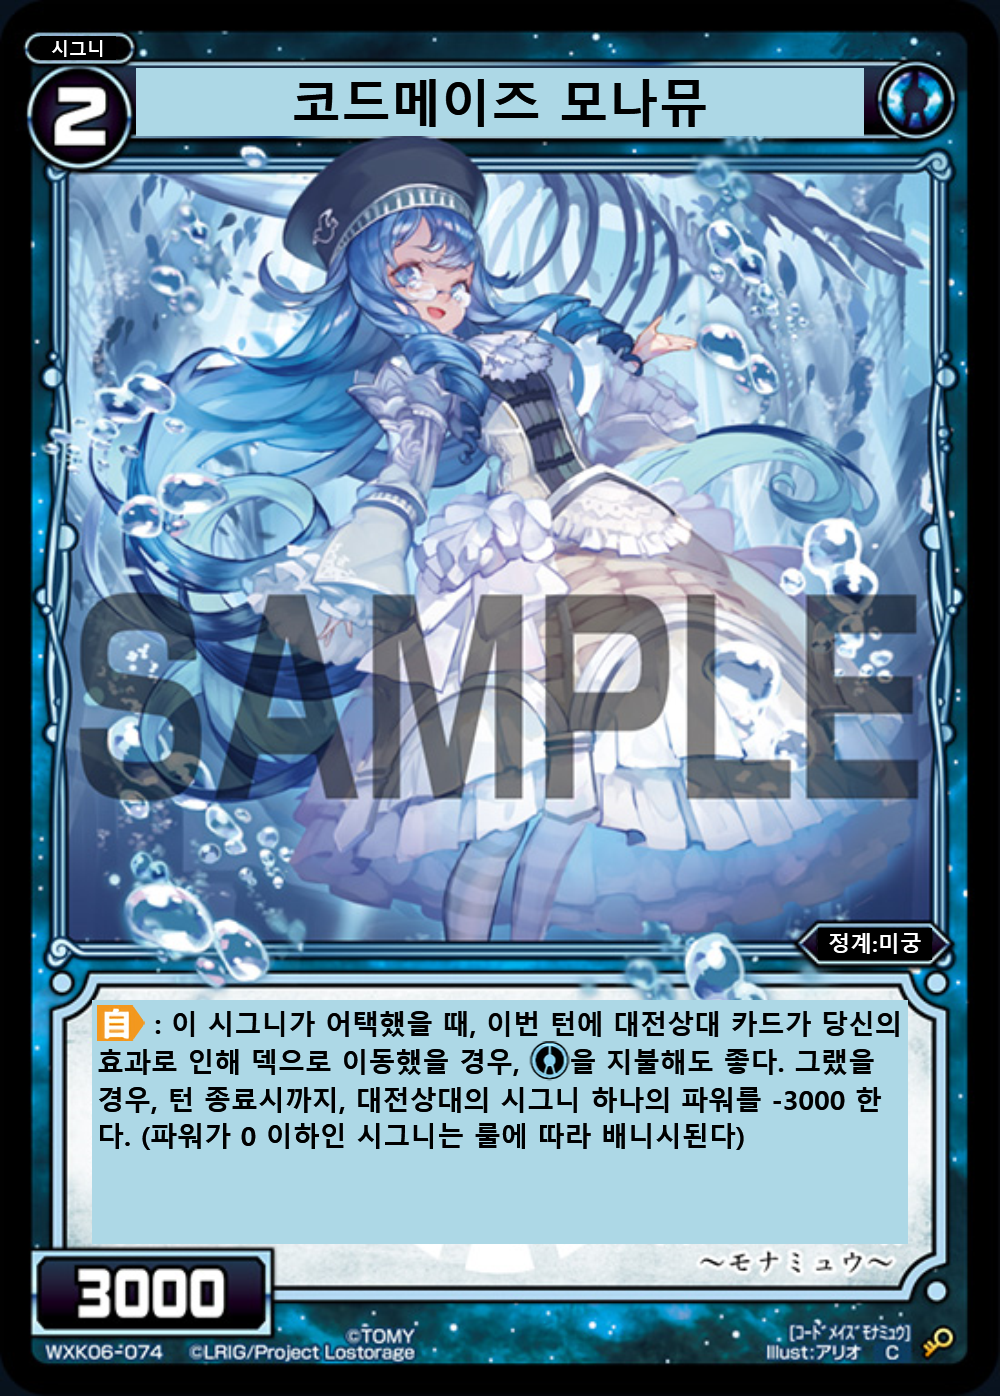 시그니
2
코드메이즈 모나뮤
SAMPLE
정계:미궁
自 : 이 시그니가 어택했을 때, 이번 턴에 대전상대 카드가 당신의
효과로 인해 덱으로 이동했을 경우, 을 지불해도 좋다. 그랬을
경우, 턴 종료시까지, 대전상대의 시그니 하나의 파워를 -3000 한
다. (파워가 0 이하인 시그니는 룰에 따라 배니시된다)
～モナミュウ～
3000
©TOMY
[ｺｰﾄﾞﾒｲｽﾞﾓﾅﾐｭｳ]
WXK06-074 ©LRIG/Project Lostorage
Illust:アリオ C